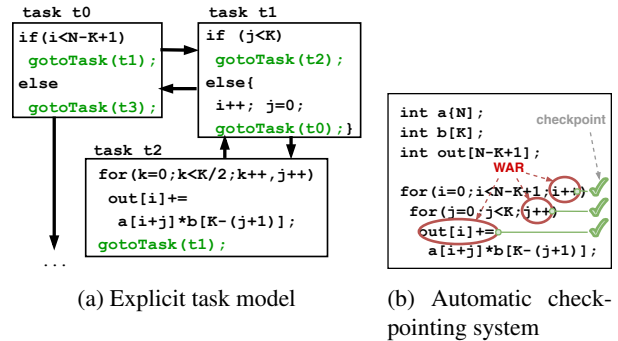 task t0
if(i<N-K+1)
gotoTask(t1);
else
gotoTask(t3);
task t1
if (j<K)
gotoTask(t2);
else{
i++; j=0;
gotoTask(t0);}
task t2
for(k=0;k<K/2;k++,j++)
out[i]+=
a[i+j]*b[K-(j+1)];
gotoTask(t1);
...
(a) Explicit task model
int a{N];
int b[K];
int out[N-K+1];
checkpoint
WAR
for(i=0;i<N-K+1;i++)
for(j=0;j<K;j++)
out[i]+=
a[i+j]*b[K-(j+1)];
(b) Automatic check-
pointing system